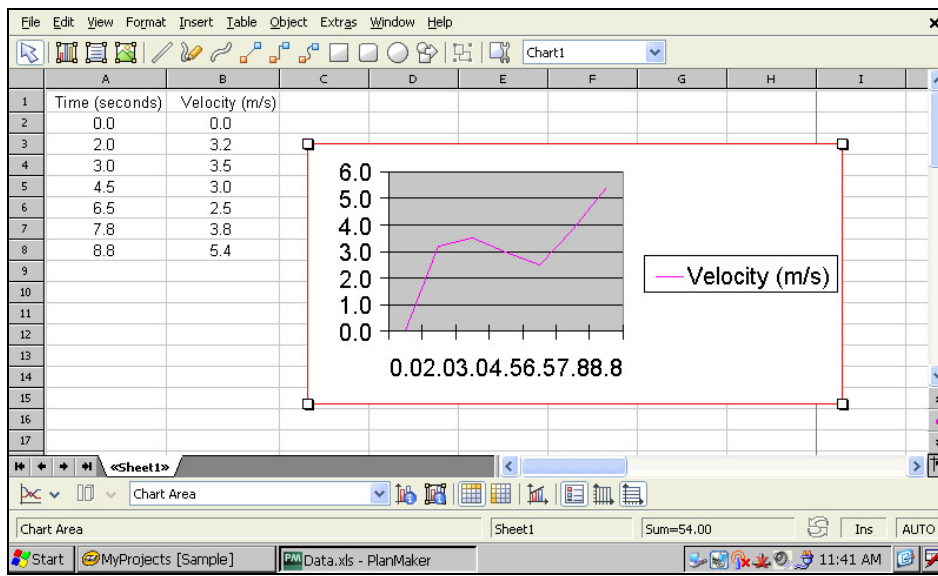 File Edit View Format Insert Table Object Extras Window Help
Chart1
A B C D E F G H I
1 Time (seconds) Velocity (m/s)
2 0.0 0.0
3 2.0 3.2
4 3.0 3.5
5 4.5 3.0
6 6.5 2.5
7 7.8 3.8
8 8.8 5.4
9
10
11
12
13
14
15
16
17
6.0
5.0
4.0
3.0
2.0
1.0
0.0
0.02.03.04.56.57.88.8
Velocity (m/s)
«Sheet1»
Chart Area
Chart Area Sheet1 Sum=54.00 Ins AUTO
Start MyProjects [Sample] PM Data.xls - PlanMaker 11:41 AM